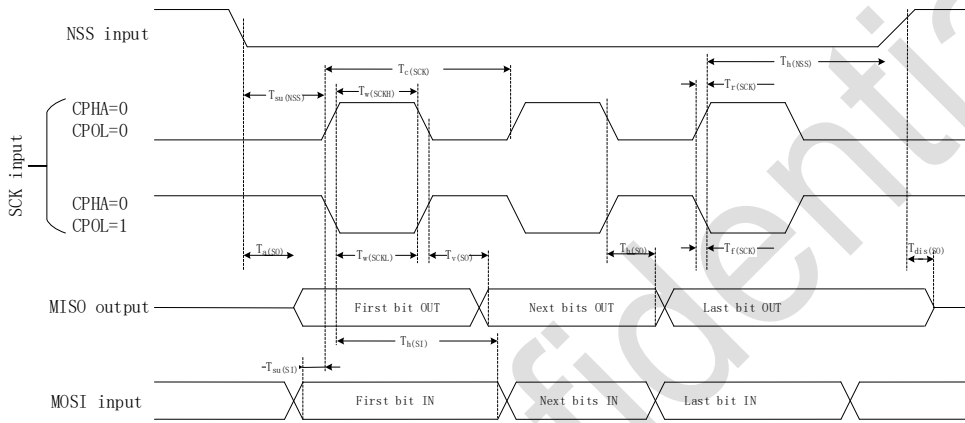 NSS input
Tc(SCK)
Th(NSS)
Tsu(NSS)
Tw(SCKH)
Tr(SCK)
SCK input
CPHA=0
CPOL=0
CPHA=0
CPOL=1
Ta(SO)
Tw(SCKL)
Tv(SO)
Th(SO)
Tf(SCK)
Tdis(SO)
MISO output
First bit OUT
Next bits OUT
Last bit OUT
Th(SI)
Tsu(SI)
MOSI input
First bit IN
Next bits IN
Last bit IN
fidential